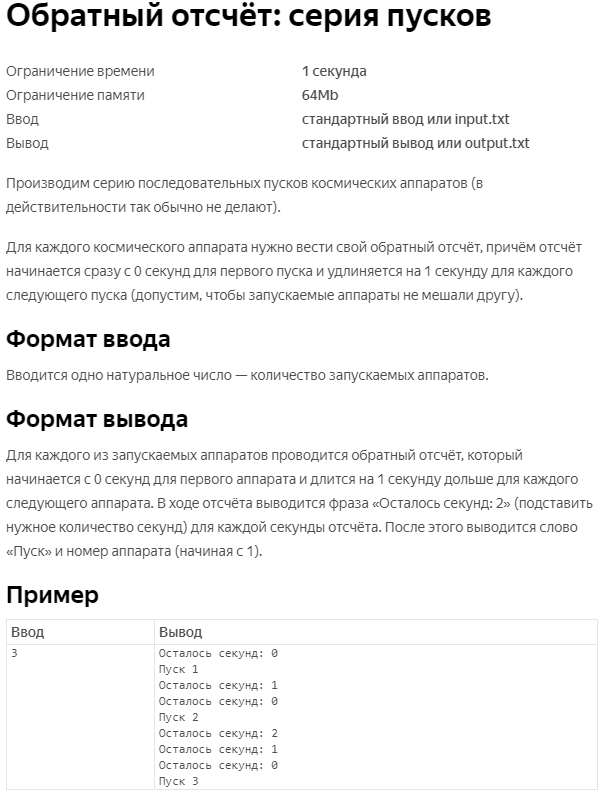 Обратный отсчёт: серия пусков
Ограничение времени 1 секунда
Ограничение памяти 64Mb
Ввод стандартный ввод или input.txt
Вывод стандартный вывод или output.txt
Производим серию последовательных пусков космических аппаратов (в
действительности так обычно не делают).
Для каждого космического аппарата нужно вести свой обратный отсчёт, причём отсчёт
начинается сразу с 0 секунд для первого пуска и удлиняется на 1 секунду для каждого
следующего пуска (допустим, чтобы запускаемые аппараты не мешали другу).
Формат ввода
Вводится одно натуральное число — количество запускаемых аппаратов.
Формат вывода
Для каждого из запускаемых аппаратов проводится обратный отсчёт, который
начинается с 0 секунд для первого аппарата и длится на 1 секунду дольше для каждого
следующего аппарата. В ходе отсчёта выводится фраза «Осталось секунд: 2» (подставить
нужное количество секунд) для каждой секунды отсчёта. После этого выводится слово
«Пуск» и номер аппарата (начиная с 1).
Пример
Ввод Вывод
3 Осталось секунд: 0
Пуск 1
Осталось секунд: 1
Осталось секунд: 0
Пуск 2
Осталось секунд: 2
Осталось секунд: 1
Осталось секунд: 0
Пуск 3